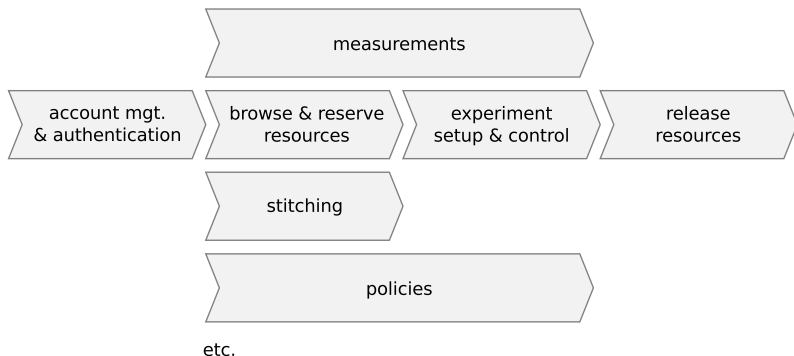 measurements
account mgt.
& authentication
browse & reserve
resources
experiment
setup & control
release
resources
stitching
policies
etc.